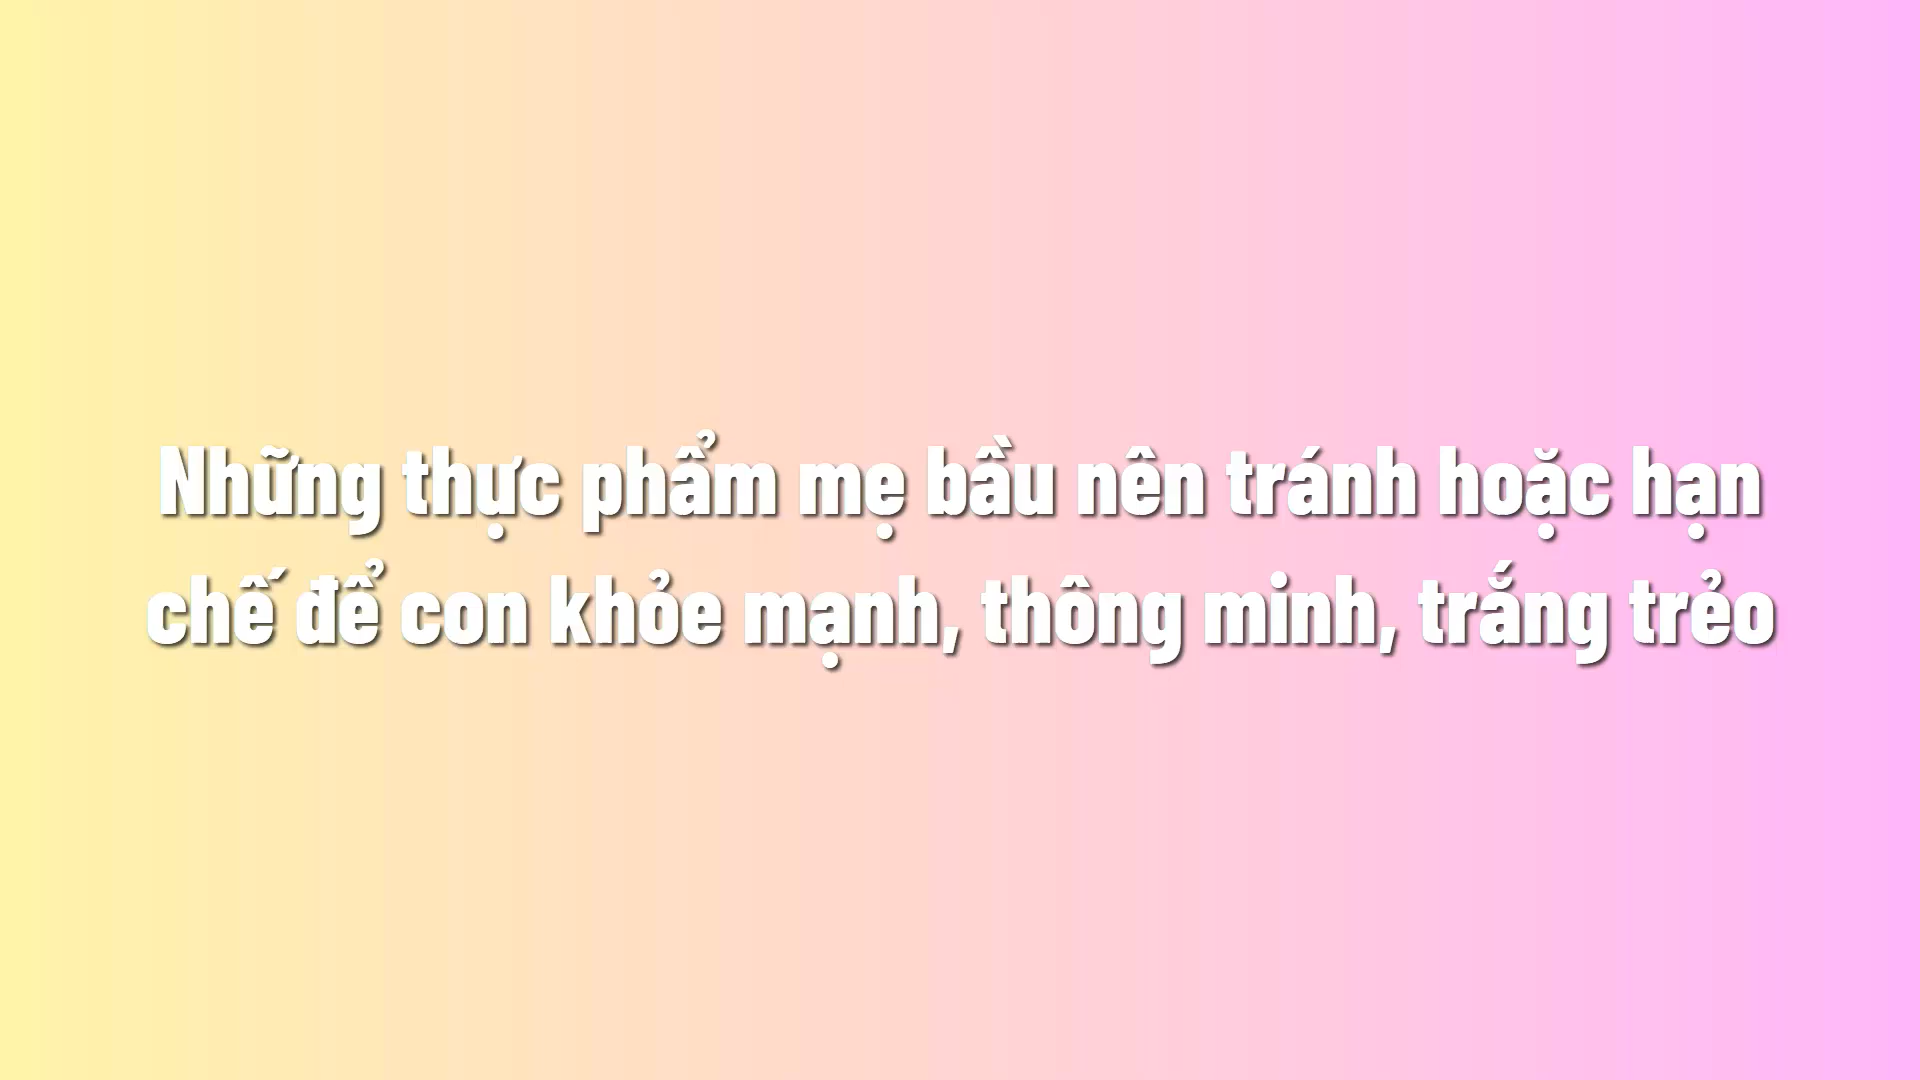 Những thực phẩm mẹ bầu nên tránh hoặc hạn
chế để con khỏe mạnh, thông minh, trắng trẻo